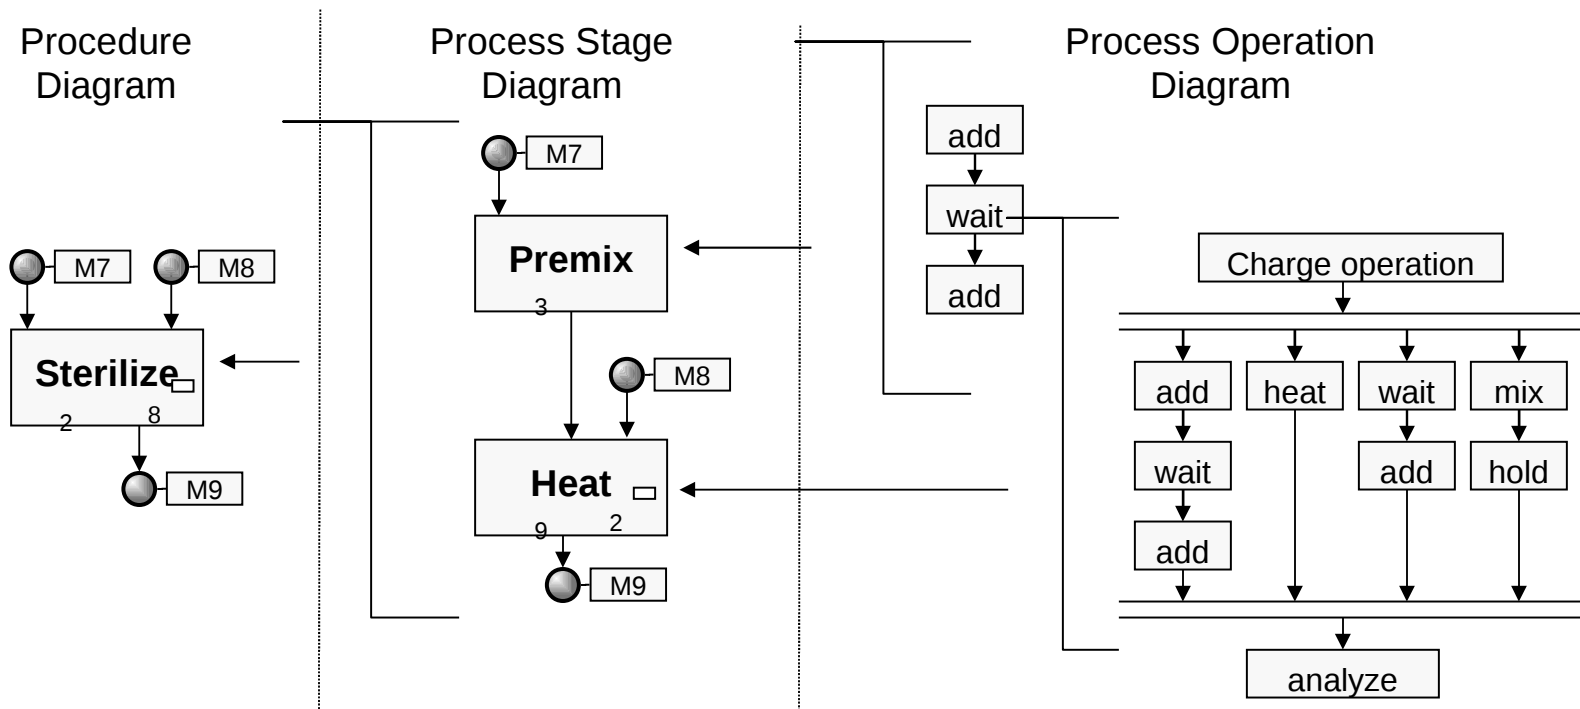 Procedure
Diagram
M7
M8
Sterilize
2
8
M9
Process Stage
Diagram
M7
Premix
3
M8
Heat
9
2
M9
Process Operation
Diagram
add
wait
add
Charge operation
add
heat
wait
mix
wait
add
hold
add
analyze